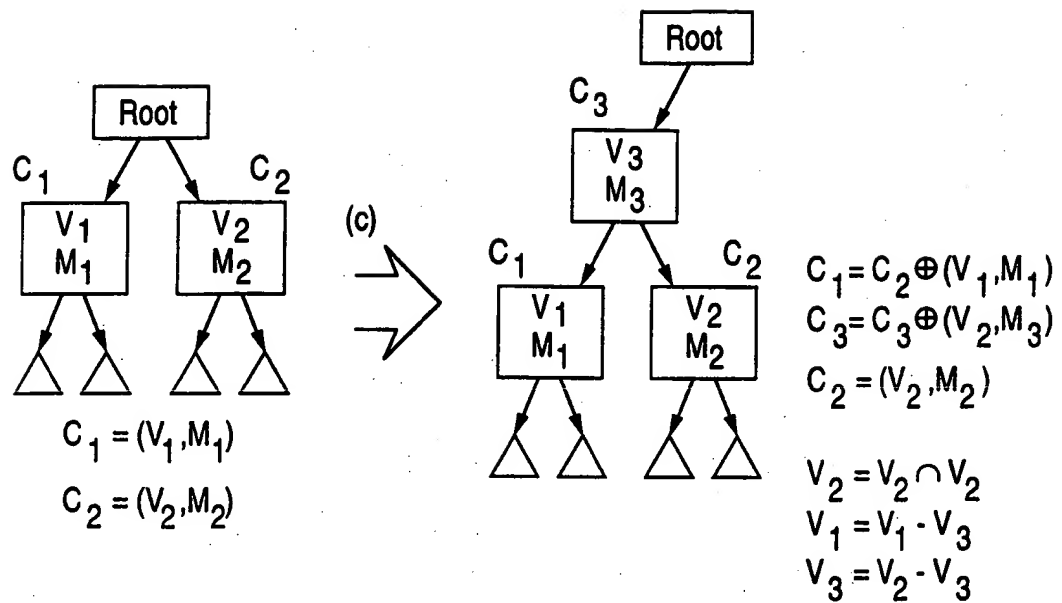 Root
C₁ C₂
V₁ V₂
M₁ M₂
C₁ = (V₁,M₁)
C₂ = (V₂,M₂)
(c)
Root
C₃
V₃
M₃
C₁ C₂
V₁ V₂
M₁ M₂
C₁ = C₂ ⊕ (V₁,M₁)
C₃ = C₃ ⊕ (V₂,M₃)
C₂ = (V₂,M₂)
V₂ = V₂ ∩ V₂
V₁ = V₁ - V₃
V₃ = V₂ - V₃